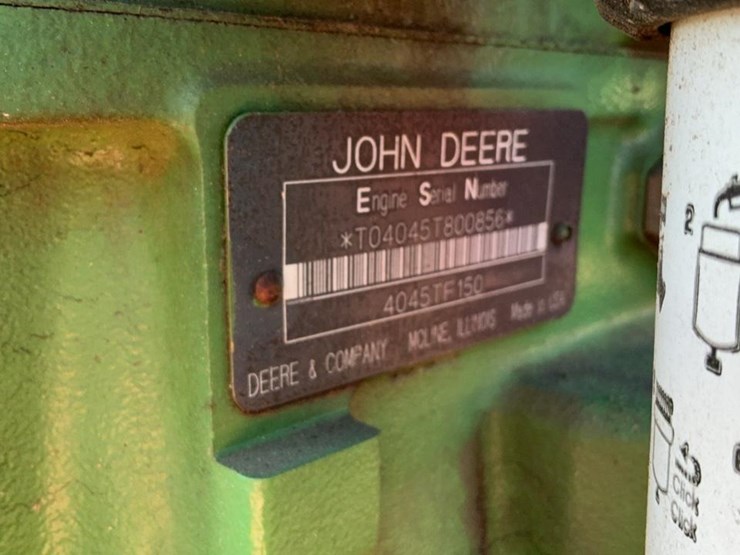 JOHN DEERE
Engine Serial Number
*T04045T800856*
4045TF150
DEERE & COMPANY MOLINE, ILLINOIS Made in USA
2
Click
Click